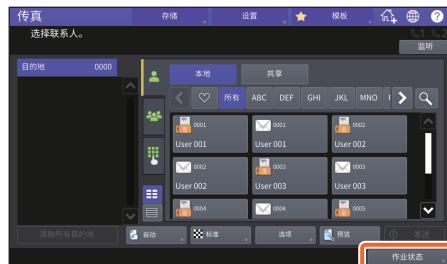 传真
存储
设置
模板
?
选择联系人。
L1 L2
监听
目的地 0000
本地
共享
所有
ABC
DEF
GHI
JKL
MNO
0001
User 001
0001
User 001
0002
User 002
0002
User 002
0003
User 003
0003
User 003
0004
0004
0005
清除所有目的地
自动
标准
选项
预览
发送
作业状态